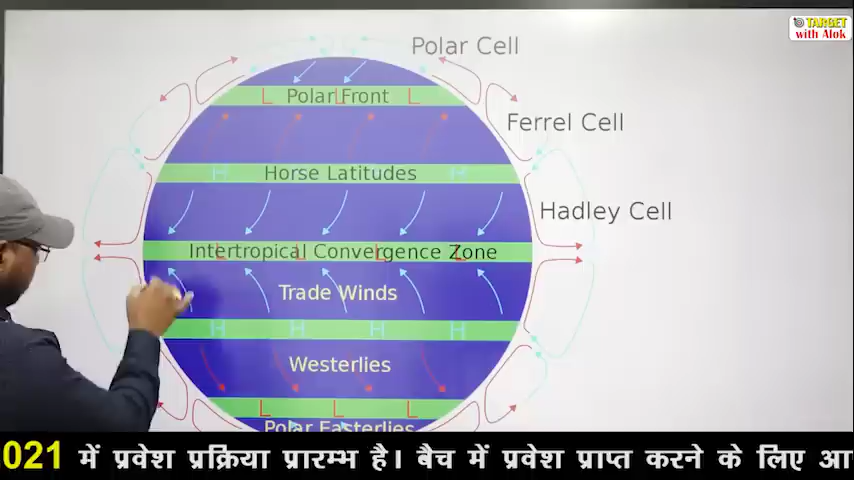 TARGET
with Alok
Polar Cell
L Polar Front L L
Ferrel Cell
H Horse Latitudes H
Hadley Cell
L L Intertropical Convergence Zone L L
Trade Winds
H H H H
Westerlies
L L L
Polar Easterlies
021 में प्रवेश प्रक्रिया प्रारम्भ है। बैच में प्रवेश प्राप्त करने के लिए आ